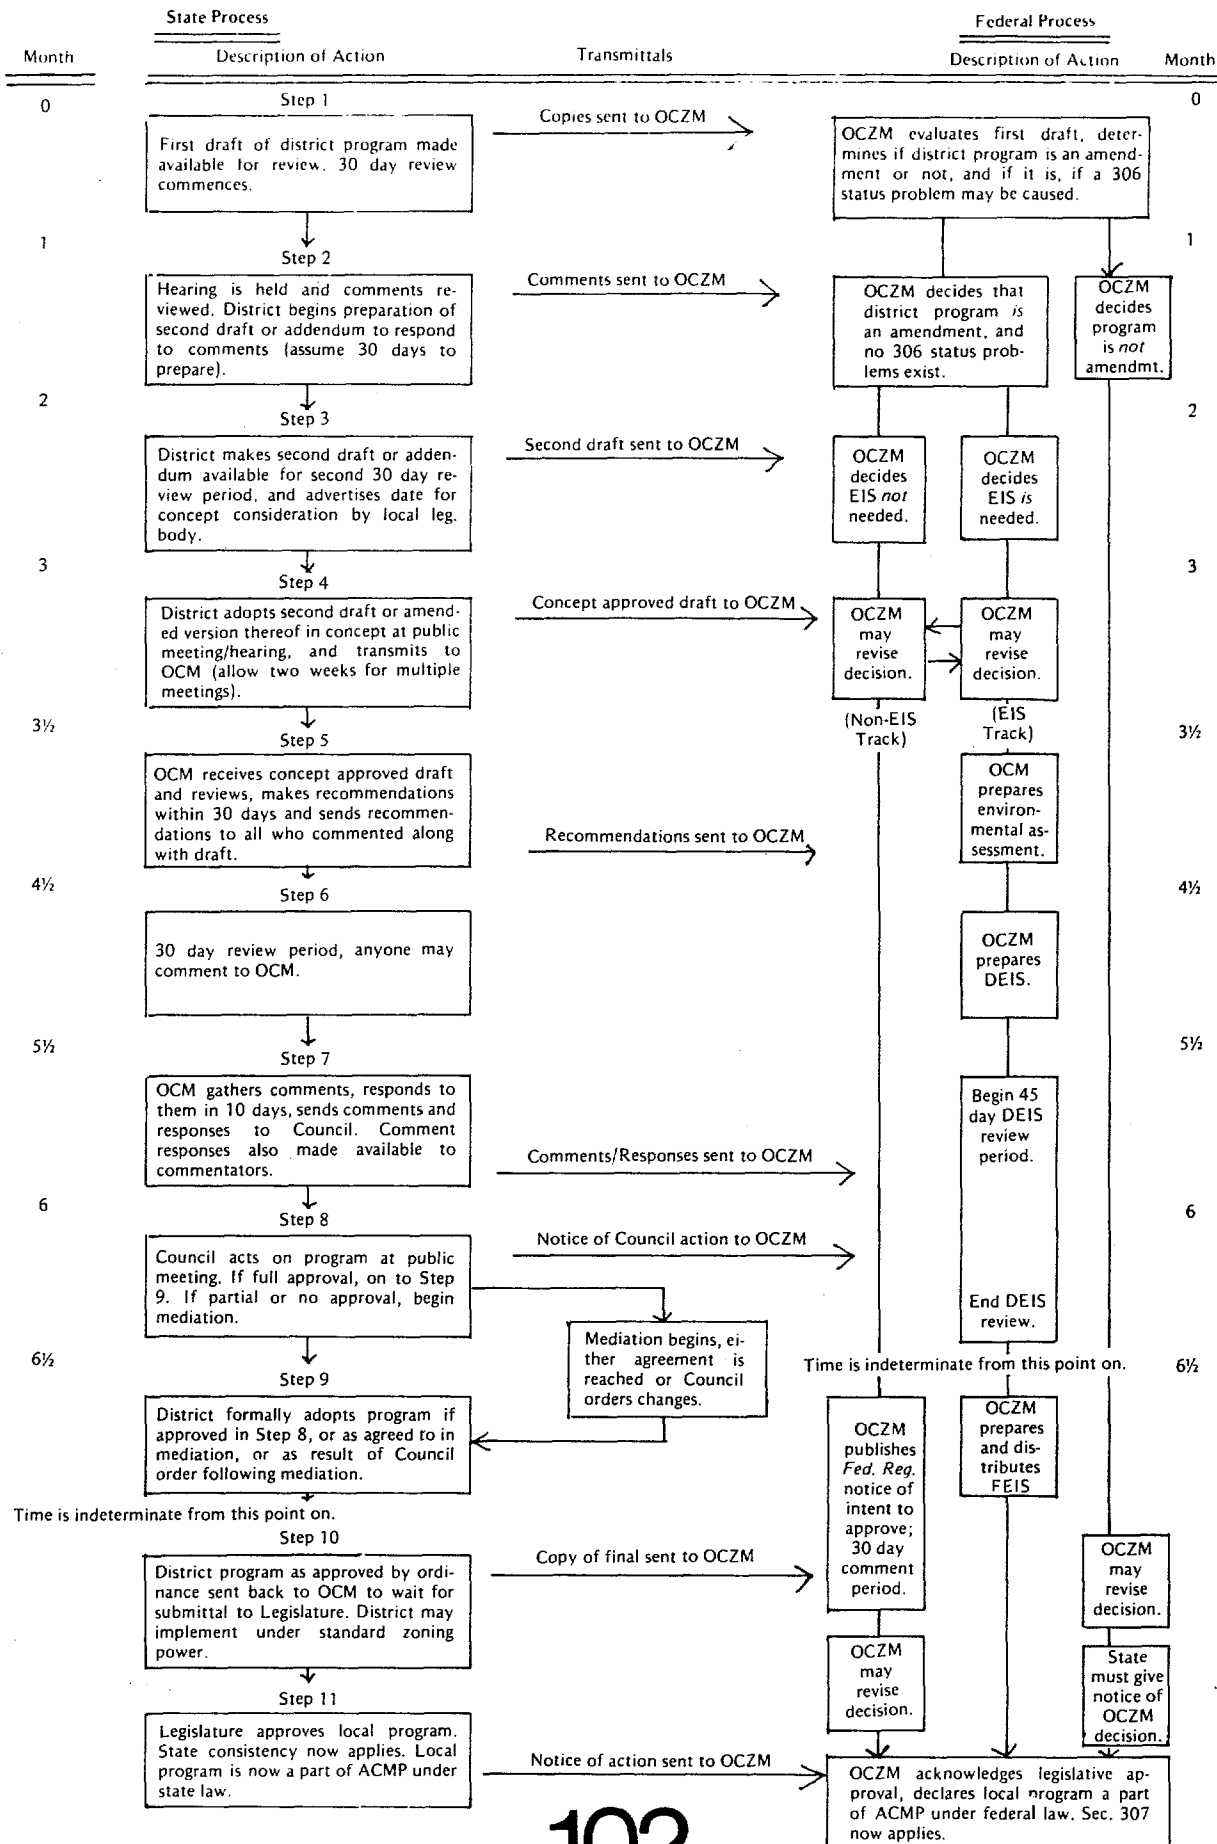 State Process
Federal Process
Month
Description of Action
Transmittals
Description of Action
Month
0
Step 1
First draft of district program made
available for review. 30 day review
commences.
Copies sent to OCZM
OCZM evaluates first draft, deter-
mines if district program is an amend-
ment or not, and if it is, if a 306
status problem may be caused.
0
1
Step 2
Hearing is held and comments re-
viewed. District begins preparation of
second draft or addendum to respond
to comments (assume 30 days to
prepare).
Comments sent to OCZM
OCZM decides that
district program is
an amendment, and
no 306 status prob-
lems exist.
OCZM
decides
program
is not
amendmt.
1
2
Step 3
District makes second draft or adden-
dum available for second 30 day re-
view period, and advertises date for
concept consideration by local leg.
body.
Second draft sent to OCZM
OCZM
decides
EIS not
needed.
OCZM
decides
EIS is
needed.
2
3
Step 4
District adopts second draft or amend-
ed version thereof in concept at public
meeting/hearing, and transmits to
OCM (allow two weeks for multiple
meetings).
Concept approved draft to OCZM
OCZM
may
revise
decision.
OCZM
may
revise
decision.
3
(Non-EIS
Track)
(EIS
Track)
3½
Step 5
OCM receives concept approved draft
and reviews, makes recommendations
within 30 days and sends recommen-
dations to all who commented along
with draft.
Recommendations sent to OCZM
OCM
prepares
environ-
mental as-
sessment.
3½
4½
Step 6
30 day review period, anyone may
comment to OCM.
OCZM
prepares
DEIS.
4½
5½
Step 7
OCM gathers comments, responds to
them in 10 days, sends comments and
responses to Council. Comment
responses also made available to
commentators.
Comments/Responses sent to OCZM
Begin 45
day DEIS
review
period.
5½
6
Step 8
Council acts on program at public
meeting. If full approval, on to Step
9. If partial or no approval, begin
mediation.
Notice of Council action to OCZM
End DEIS
review.
6
Mediation begins, ei-
ther agreement is
reached or Council
orders changes.
Time is indeterminate from this point on.
6½
6½
Step 9
District formally adopts program if
approved in Step 8, or as agreed to in
mediation, or as result of Council
order following mediation.
OCZM
publishes
Fed. Reg.
notice of
intent to
approve;
30 day
comment
period.
OCZM
prepares
and dis-
tributes
FEIS
Time is indeterminate from this point on.
Step 10
District program as approved by ordi-
nance sent back to OCM to wait for
submittal to Legislature. District may
implement under standard zoning
power.
Copy of final sent to OCZM
OCZM
may
revise
decision.
OCZM
may
revise
decision.
State
must give
notice of
OCZM
decision.
Step 11
Legislature approves local program.
State consistency now applies. Local
program is now a part of ACMP under
state law.
Notice of action sent to OCZM
OCZM acknowledges legislative ap-
proval, declares local program a part
of ACMP under federal law. Sec. 307
now applies.
102